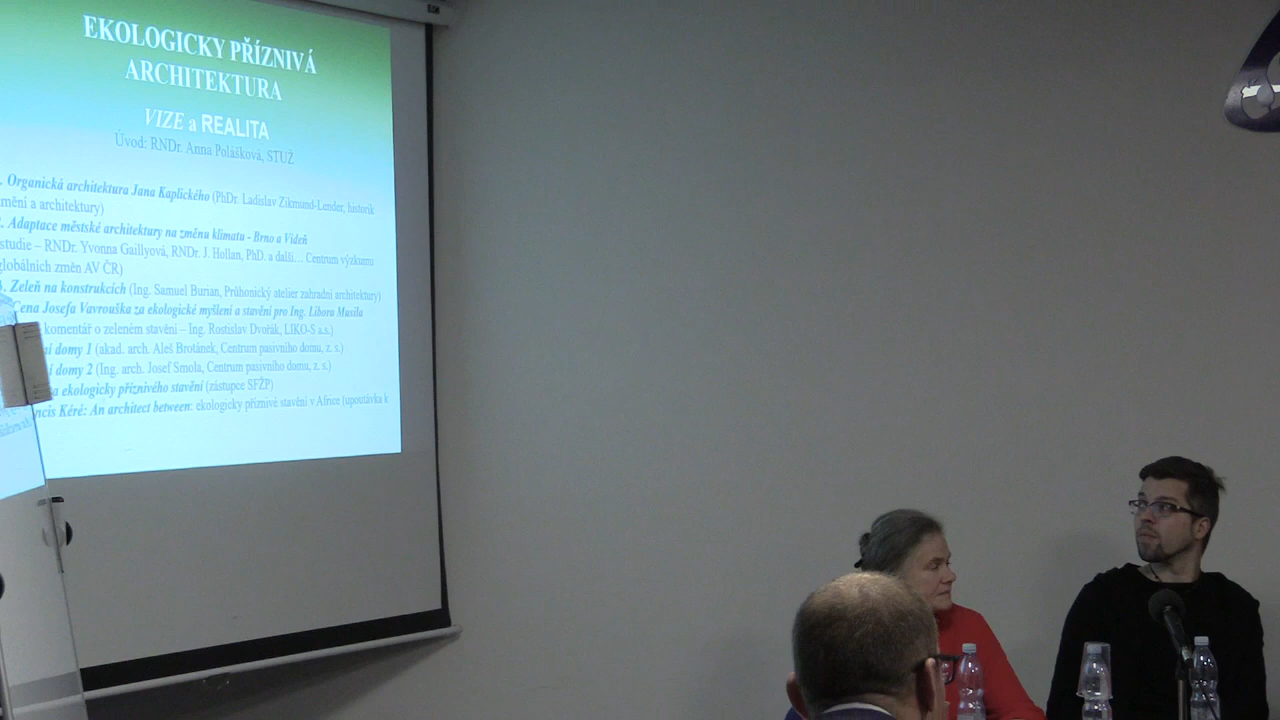 EKOLOGICKY PŘÍZNIVÁ
ARCHITEKTURA
VIZE a REALITA
Úvod: RNDr. Anna Polášková, STUŽ
. Organická architektura Jana Kaplického (PhDr. Ladislav Zikmund-Lender, historik
mění a architektury)
. Adaptace městské architektury na změnu klimatu - Brno a Vídeň
studie – RNDr. Yvonna Gaillyová, RNDr. J. Hollan, PhD. a další... Centrum výzkumu
globálních změn AV ČR)
. Zeleň na konstrukcích (Ing. Samuel Burian, Průhonický atelier zahradní architektury)
Cena Josefa Vavrouška za ekologické myšlení a stavění pro Ing. Libora Musila
komentář o zeleném stavění – Ing. Rostislav Dvořák, LIKO-S a.s.)
í domy 1 (akad. arch. Aleš Brotánek, Centrum pasivního domu, z. s.)
í domy 2 (Ing. arch. Josef Smola, Centrum pasivního domu, z. s.)
a ekologicky příznivého stavění (zástupce SFŽP)
ncis Kéré: An architect between: ekologicky příznivé stavění v Africe (upoutávka k